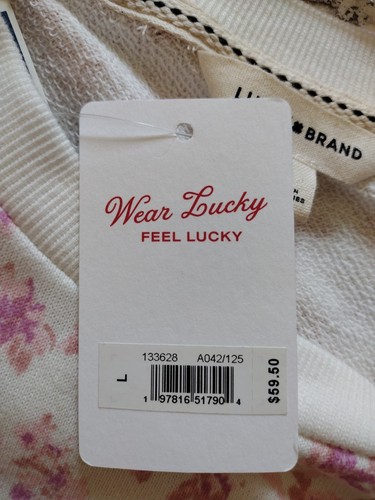 BRAND
Wear Lucky
FEEL LUCKY
133628 A042/125
L
1 97816 51790 4
$59.50